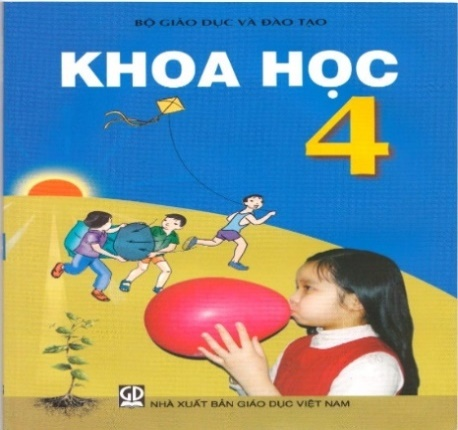 BỘ GIÁO DỤC VÀ ĐÀO TẠO
KHOA HỌC
4
GD
NHÀ XUẤT BẢN GIÁO DỤC VIỆT NAM